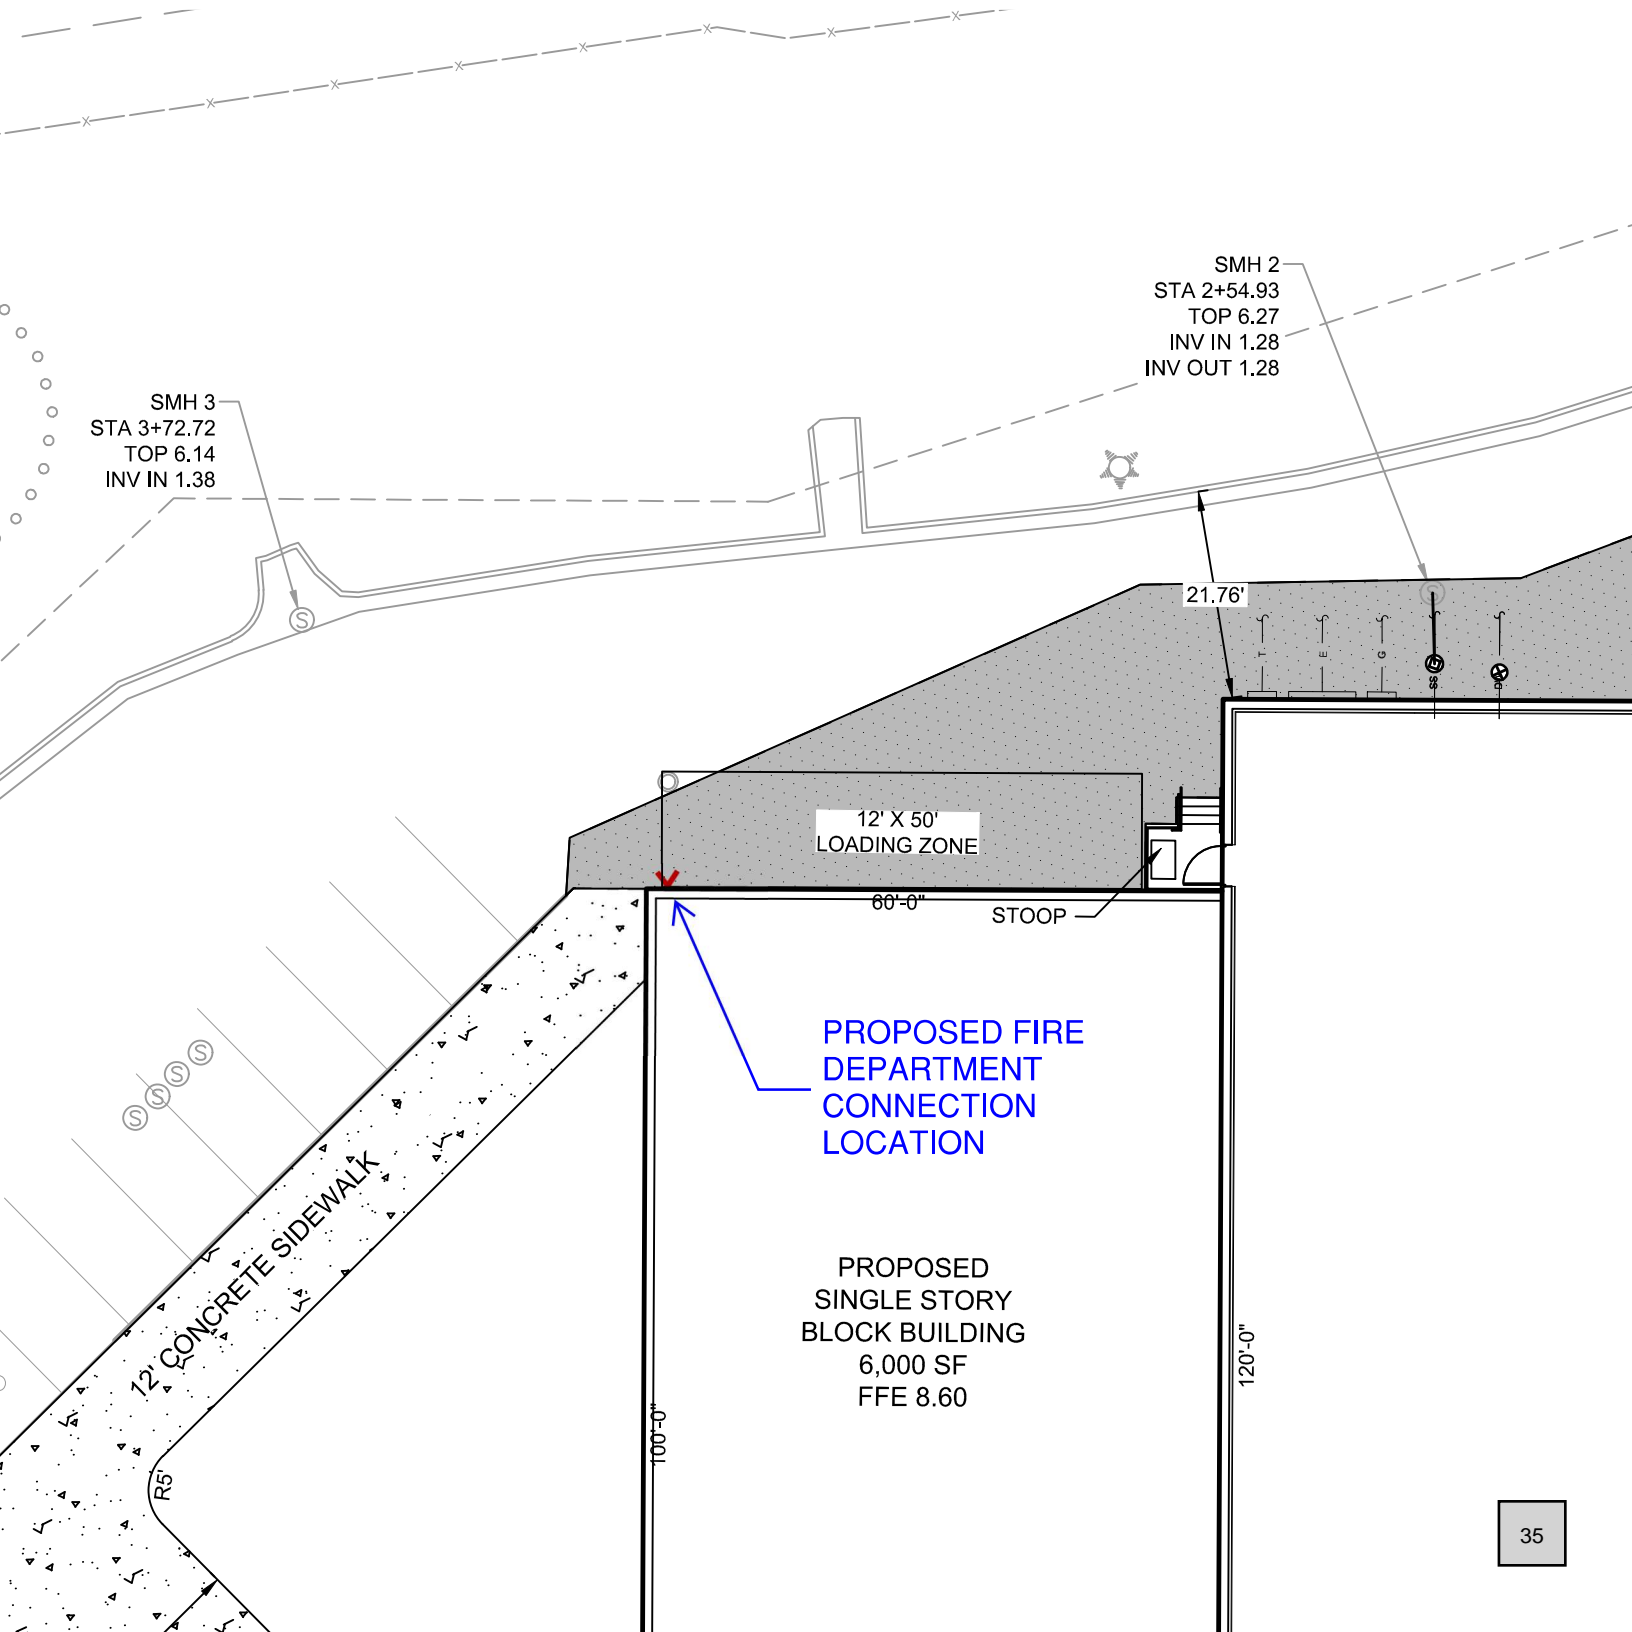 SMH 2
STA 2+54.93
TOP 6.27
INV IN 1.28
INV OUT 1.28
SMH 3
STA 3+72.72
TOP 6.14
INV IN 1.38
S
S
21.76'
T
E
G
SS
DW
12' X 50'
LOADING ZONE
60'-0"
STOOP
PROPOSED FIRE
DEPARTMENT
CONNECTION
LOCATION
S
S
S
S
12' CONCRETE SIDEWALK
PROPOSED
SINGLE STORY
BLOCK BUILDING
6,000 SF
FFE 8.60
100'-0"
120'-0"
R5'
35